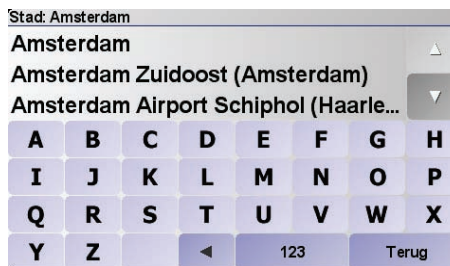 Stad: Amsterdam
Amsterdam
Amsterdam Zuidoost (Amsterdam)
Amsterdam Airport Schiphol (Haarle...
A B C D E F G H
I J K L M N O P
Q R S T U V W X
Y Z 123 Terug